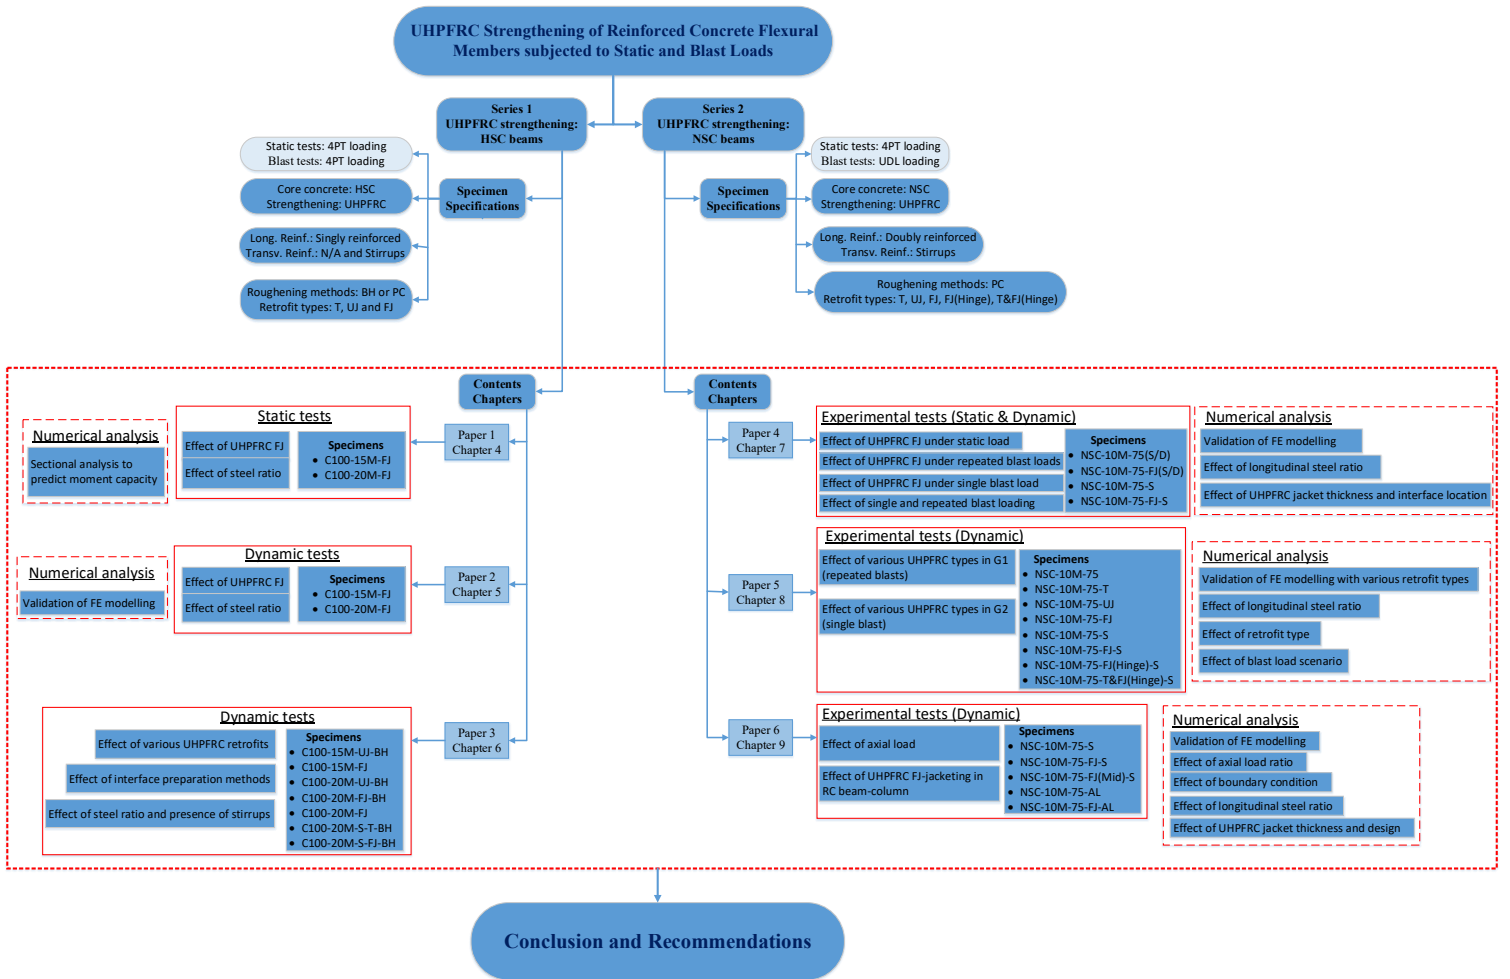 UHPFRC Strengthening of Reinforced Concrete Flexural
Members subjected to Static and Blast Loads
Series 1
UHPFRC strengthening:
HSC beams
Series 2
UHPFRC strengthening:
NSC beams
Static tests: 4PT loading
Blast tests: 4PT loading
Core concrete: HSC
Strengthening: UHPFRC
Long. Reinf.: Singly reinforced
Transv. Reinf.: N/A and Stirrups
Roughening methods: BH or PC
Retrofit types: T, UJ and FJ
Specimen
Specifications
Specimen
Specifications
Static tests: 4PT loading
Blast tests: UDL loading
Core concrete: NSC
Strengthening: UHPFRC
Long. Reinf.: Doubly reinforced
Transv. Reinf.: Stirrups
Roughening methods: PC
Retrofit types: T, UJ, FJ, FJ(Hinge), T&FJ(Hinge)
Contents
Chapters
Numerical analysis
Sectional analysis to
predict moment capacity
Static tests
Effect of UHPFRC FJ
Effect of steel ratio
Specimens
• C100-15M-FJ
• C100-20M-FJ
Paper 1
Chapter 4
Numerical analysis
Validation of FE modelling
Dynamic tests
Effect of UHPFRC FJ
Effect of steel ratio
Specimens
• C100-15M-FJ
• C100-20M-FJ
Paper 2
Chapter 5
Dynamic tests
Effect of various UHPFRC retrofits
Effect of interface preparation methods
Effect of steel ratio and presence of stirrups
Specimens
• C100-15M-UJ-BH
• C100-15M-FJ
• C100-20M-UJ-BH
• C100-20M-FJ-BH
• C100-20M-FJ
• C100-20M-S-T-BH
• C100-20M-S-FJ-BH
Paper 3
Chapter 6
Contents
Chapters
Paper 4
Chapter 7
Experimental tests (Static & Dynamic)
Effect of UHPFRC FJ under static load
Effect of UHPFRC FJ under repeated blast loads
Effect of UHPFRC FJ under single blast load
Effect of single and repeated blast loading
Specimens
• NSC-10M-75(S/D)
• NSC-10M-75-FJ(S/D)
• NSC-10M-75-S
• NSC-10M-75-FJ-S
Numerical analysis
Validation of FE modelling
Effect of longitudinal steel ratio
Effect of UHPFRC jacket thickness and interface location
Paper 5
Chapter 8
Experimental tests (Dynamic)
Effect of various UHPFRC types in G1
(repeated blasts)
Effect of various UHPFRC types in G2
(single blast)
Specimens
• NSC-10M-75
• NSC-10M-75-T
• NSC-10M-75-UJ
• NSC-10M-75-FJ
• NSC-10M-75-S
• NSC-10M-75-FJ-S
• NSC-10M-75-FJ(Hinge)-S
• NSC-10M-75-T&FJ(Hinge)-S
Numerical analysis
Validation of FE modelling with various retrofit types
Effect of longitudinal steel ratio
Effect of retrofit type
Effect of blast load scenario
Paper 6
Chapter 9
Experimental tests (Dynamic)
Effect of axial load
Effect of UHPFRC FJ-jacketing in
RC beam-column
Specimens
• NSC-10M-75-S
• NSC-10M-75-FJ-S
• NSC-10M-75-FJ(Mid)-S
• NSC-10M-75-AL
• NSC-10M-75-FJ-AL
Numerical analysis
Validation of FE modelling
Effect of axial load ratio
Effect of boundary condition
Effect of longitudinal steel ratio
Effect of UHPFRC jacket thickness and design
Conclusion and Recommendations